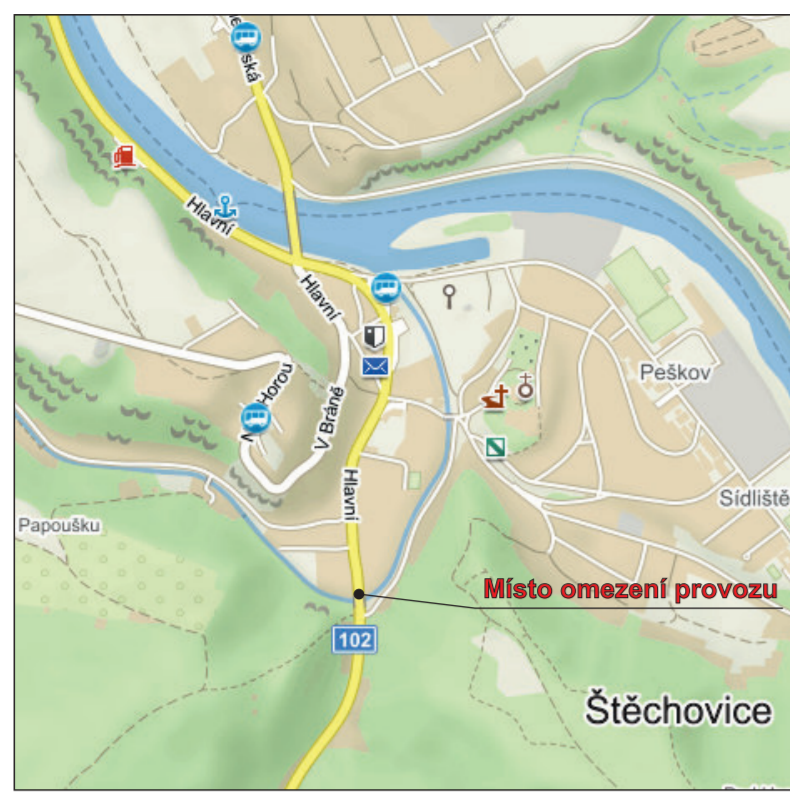 ská
Hlavní
Hlavní
Horou
V Bráně
Hlavní
Peškov
Sídliště
Papoušku
Místo omezení provozu
102
Štěchovice